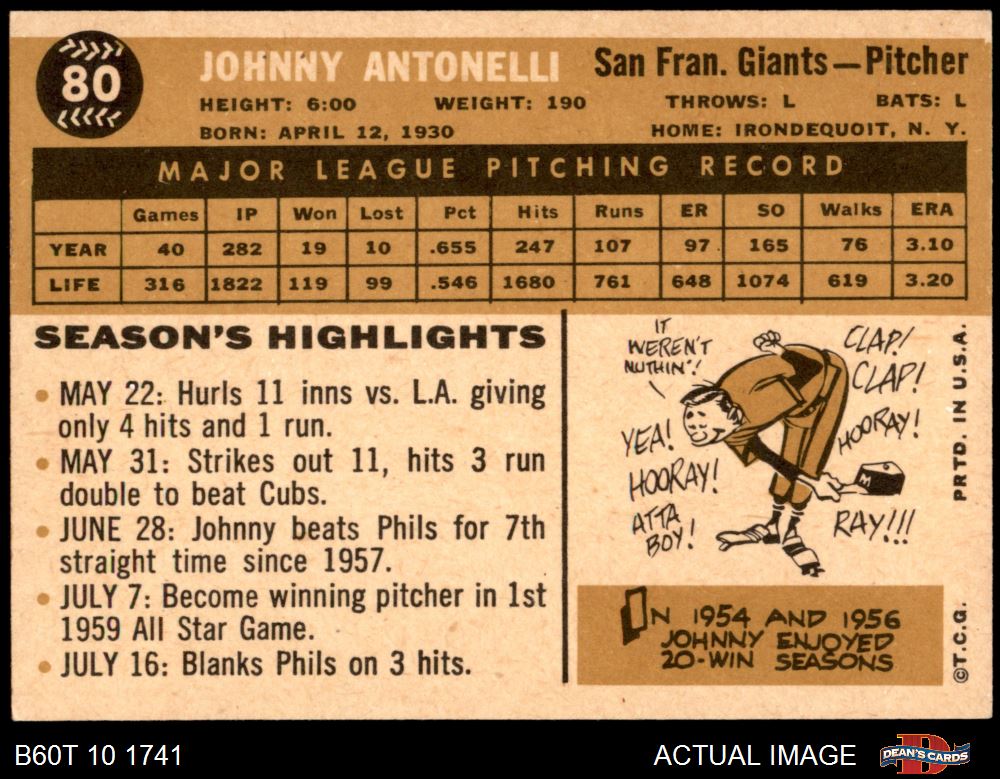 80
JOHNNY ANTONELLI
San Fran. Giants—Pitcher
HEIGHT: 6:00 WEIGHT: 190 THROWS: L BATS: L
BORN: APRIL 12, 1930 HOME: IRONDEQUOIT, N. Y.
MAJOR LEAGUE PITCHING RECORD
Games IP Won Lost Pct Hits Runs ER SO Walks ERA
YEAR 40 282 19 10 .655 247 107 97 165 76 3.10
LIFE 316 1822 119 99 .546 1680 761 648 1074 619 3.20
SEASON'S HIGHLIGHTS
• MAY 22: Hurls 11 inns vs. L.A. giving
only 4 hits and 1 run.
• MAY 31: Strikes out 11, hits 3 run
double to beat Cubs.
• JUNE 28: Johnny beats Phils for 7th
straight time since 1957.
• JULY 7: Become winning pitcher in 1st
1959 All Star Game.
• JULY 16: Blanks Phils on 3 hits.
IT
WEREN'T
NUTHIN'!
CLAP!
CLAP!
YEA!
HOORAY!
HOORAY!
ATTA
BOY!
RAY!!!
M
IN 1954 AND 1956
JOHNNY ENJOYED
20-WIN SEASONS
©T.C.G. PRTD. IN U.S.A.
B60T 10 1741
ACTUAL IMAGE
D
DEAN'S CARDS